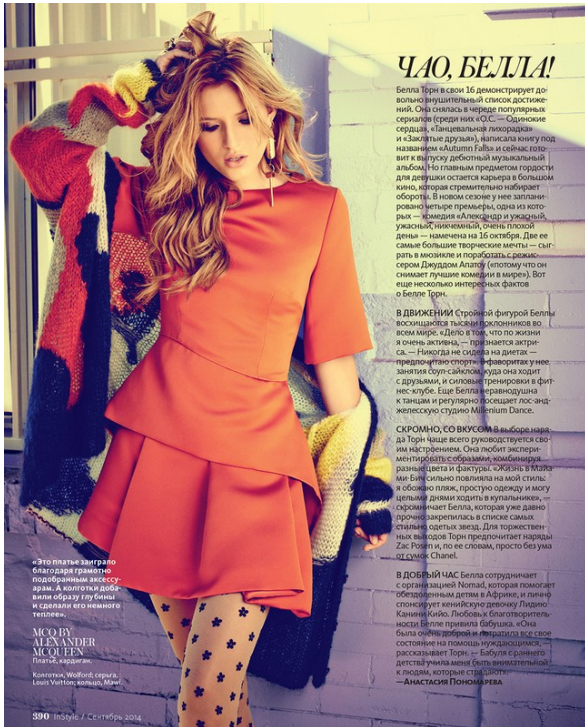 ЧАО, БЕЛЛА!
Белла Торн в свои 16 демонстрирует до-
вольно внушительный список достиже-
ний. Она снялась в череде популярных
сериалов (среди них «О.С. — Одинокие
сердца», «Танцевальная лихорадка»
и «Заклятые друзья»), написала книгу под
названием «Autumn Falls» и сейчас гото-
вит к выпуску дебютный музыкальный
альбом. Но главным предметом гордости
для девушки остается карьера в большом
кино, которая стремительно набирает
обороты. В новом сезоне у нее заплани-
ровано четыре премьеры, одна из кото-
рых — комедия «Александр и ужасный,
ужасный, никчемный, очень плохой
день» — намечена на 16 октября. Две ее
самые большие творческие мечты — сыг-
рать в мюзикле и поработать с режис-
сером Джуддом Апатоу («потому что он
снимает лучшие комедии в мире»). Вот
еще несколько интересных фактов
о Белле Торн.
В ДВИЖЕНИИ Стройной фигурой Беллы
восхищаются тысячи поклонников во
всем мире. «Дело в том, что по жизни
я очень активна, — признается актри-
са. — Никогда не сидела на диетах —
предпочитаю спорт». В фаворитах у нее
занятия соул-сайклом, куда она ходит
с друзьями, и силовые тренировки в фит-
нес-клубе. Еще Белла неравнодушна
к танцам и регулярно посещает лос-анд-
желесскую студию Millenium Dance.
СКРОМНО, СО ВКУСОМ В выборе наря-
да Торн чаще всего руководствуется сво-
им настроением. Она любит экспери-
ментировать с образами, комбинируя
разные цвета и фактуры. «Жизнь в Майа-
ми-Бич сильно повлияла на мой стиль:
я обожаю пляж, простую одежду и могу
целыми днями ходить в купальнике», —
скромничает Белла, которая уже давно
прочно закрепилась в списке самых
стильно одетых звезд. Для торжествен-
ных выходов Торн предпочитает наряды
Zac Posen и, по ее словам, просто без ума
от сумок Chanel.
В ДОБРЫЙ ЧАС Белла сотрудничает
с организацией Nomad, которая помогает
обездоленным детям в Африке, и лично
спонсирует кенийскую девочку Лидию
Канини Кийо. Любовь к благотворитель-
ности Белле привила бабушка. «Она
была очень доброй и потратила все свое
состояние на помощь нуждающимся, —
рассказывает Торн. — Бабуля с раннего
детства учила меня быть внимательной
к людям, которые страдают».
—АНАСТАСИЯ ПОНОМАРЕВА
«Это платье заиграло
благодаря грамотно
подобранным аксессу-
арам. А колготки доба-
вили образу глубины
и сделали его немного
теплее».
MCQ BY
ALEXANDER
MCQUEEN
Платье, кардиган.
Колготки, Wolford; серьга,
Louis Vuitton; кольцо, Mawi.
390 InStyle / Сентябрь 2014